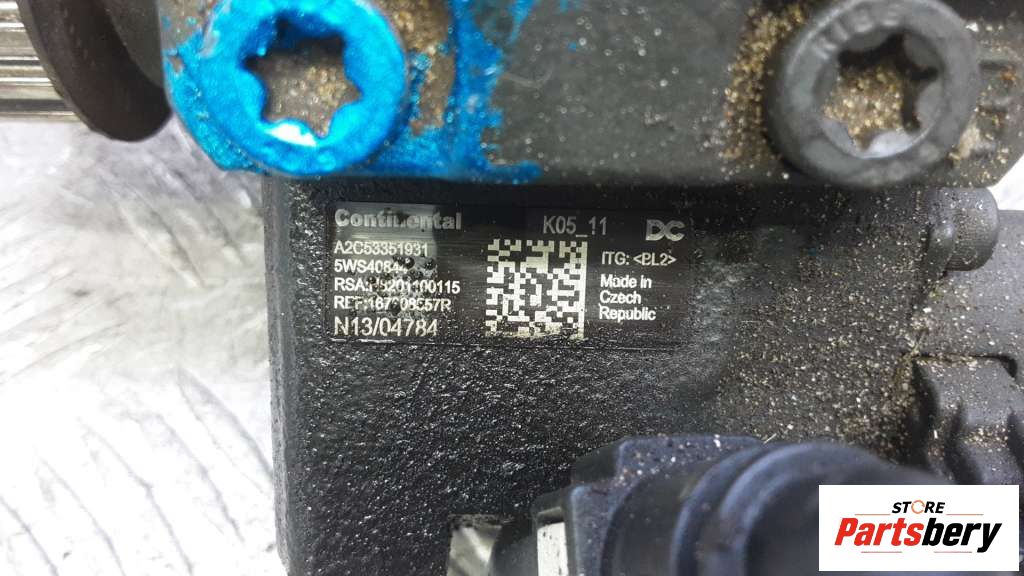 Continental
A2C53351931
N13/04784
K05_11
DC
ITG: <BL2>
Made in
Czech
Republic
STORE
Partsbery